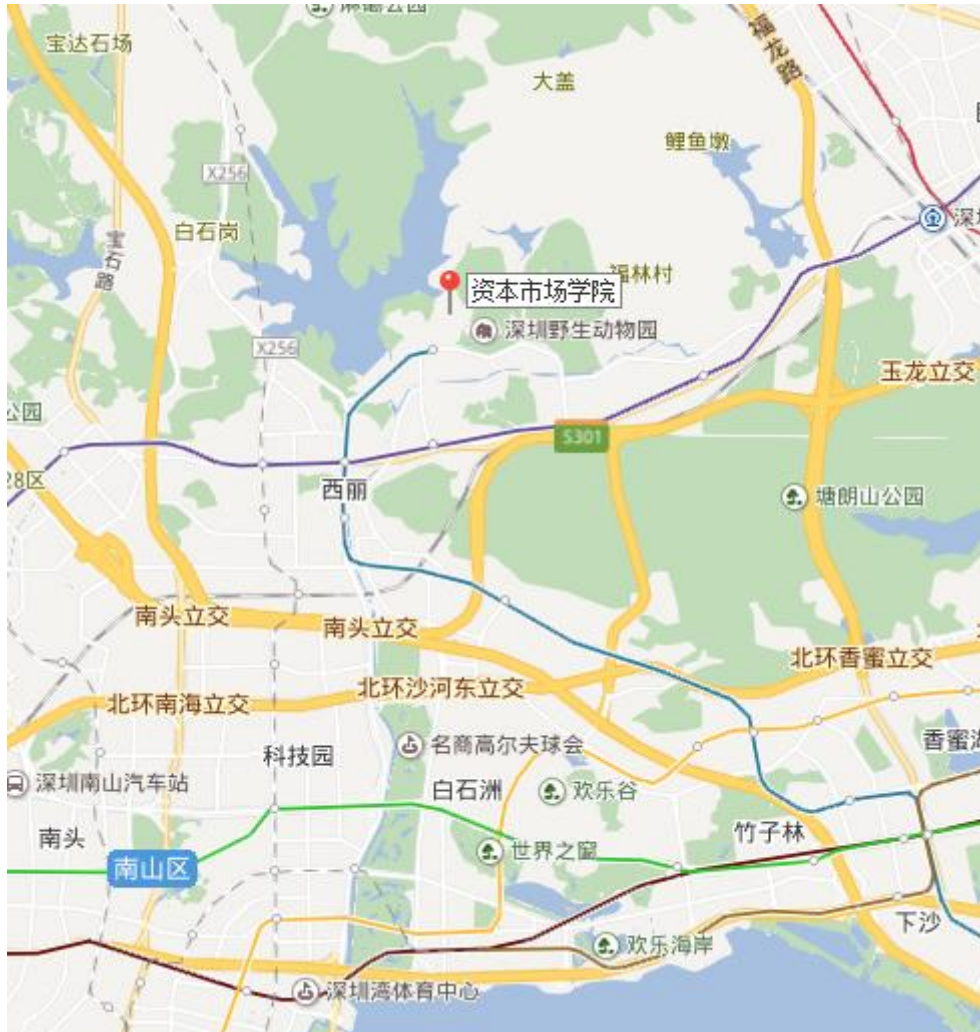 宝达石场
大盖
福龙路
鲤鱼墩
X256
白石岗
宝石路
深圳
福林村
资本市场学院
深圳野生动物园
X256
玉龙立交
公园
S301
28区
西丽
塘朗山公园
南头立交
南头立交
北环香蜜立交
北环沙河东立交
北环南海立交
香蜜湖
名商高尔夫球会
科技园
深圳南山汽车站
白石洲
欢乐谷
竹子林
南头
世界之窗
南山区
下沙
欢乐海岸
深圳湾体育中心